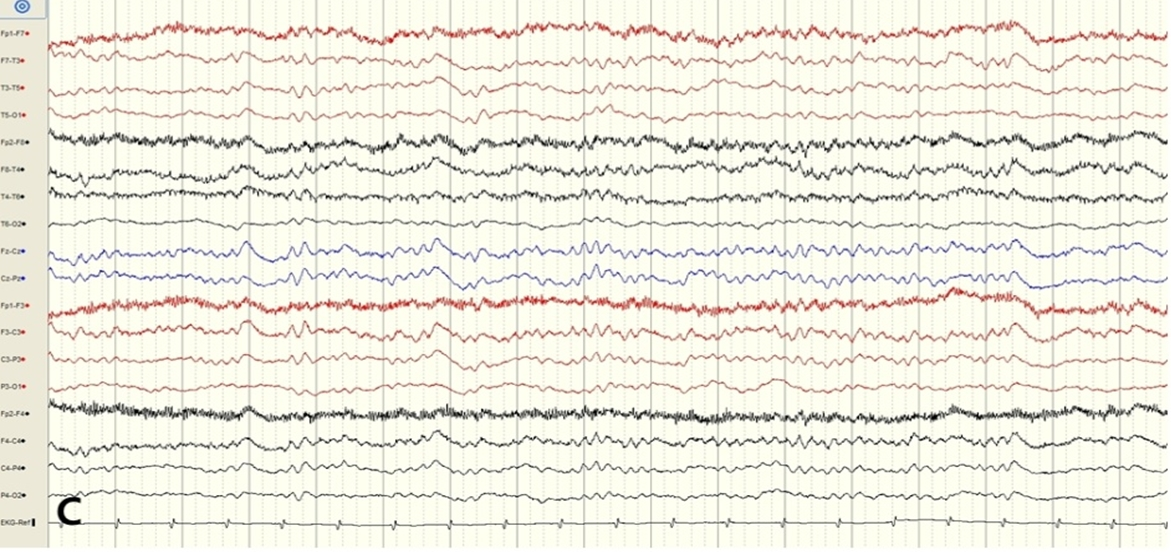 Fp1-F7
F7-T3
T3-T5
T5-O1
Fp2-F8
F8-T4
T4-T6
T6-O2
Fz-Cz
Cz-Pz
Fp1-F3
F3-C3
C3-P3
P3-O1
Fp2-F4
F4-C4
C4-P4
P4-O2
C
EKG-Ref